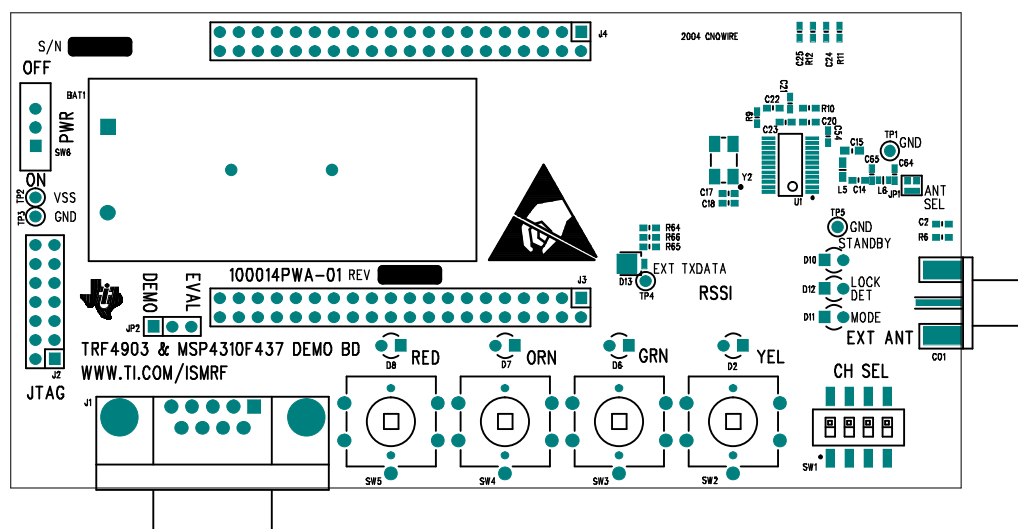 S/N
J4
2004 CNQWIRE
C25
R12
C24
R11
OFF
BAT1
PWR
SW6
ON
TP2
VSS
TP3
GND
C21
C22
R10
R9
C23
C20
C54
C15
TP1
GND
Y2
C17
C18
U1
L5
C14
C65
L6
C64
JP1
ANT
SEL
TP5
GND
STANDBY
C2
R6
R64
R66
R65
D13
EXT TXDATA
TP4
RSSI
D10
D12
LOCK
DET
D11
MODE
EXT ANT
CO1
100014PWA-01 REV
J3
DEMO
EVAL
JP2
TRF4903 & MSP4310F437 DEMO BD
WWW.TI.COM/ISMRF
J2
JTAG
J1
D8
RED
D7
ORN
D6
GRN
D2
YEL
CH SEL
SW5
SW4
SW3
SW2
SW1